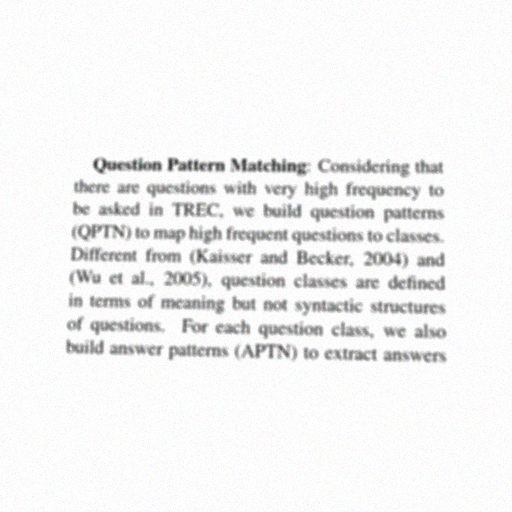 Question Pattern Matching: Considering that
there are questions with very high frequency to
be asked in TREC, we build question patterns
(QPTN) to map high frequent questions to classes.
Different from (Kaisser and Becker, 2004) and
(Wu et al., 2005), question classes are defined
in terms of meaning but not syntactic structures
of questions. For each question class, we also
build answer patterns (APTN) to extract answers